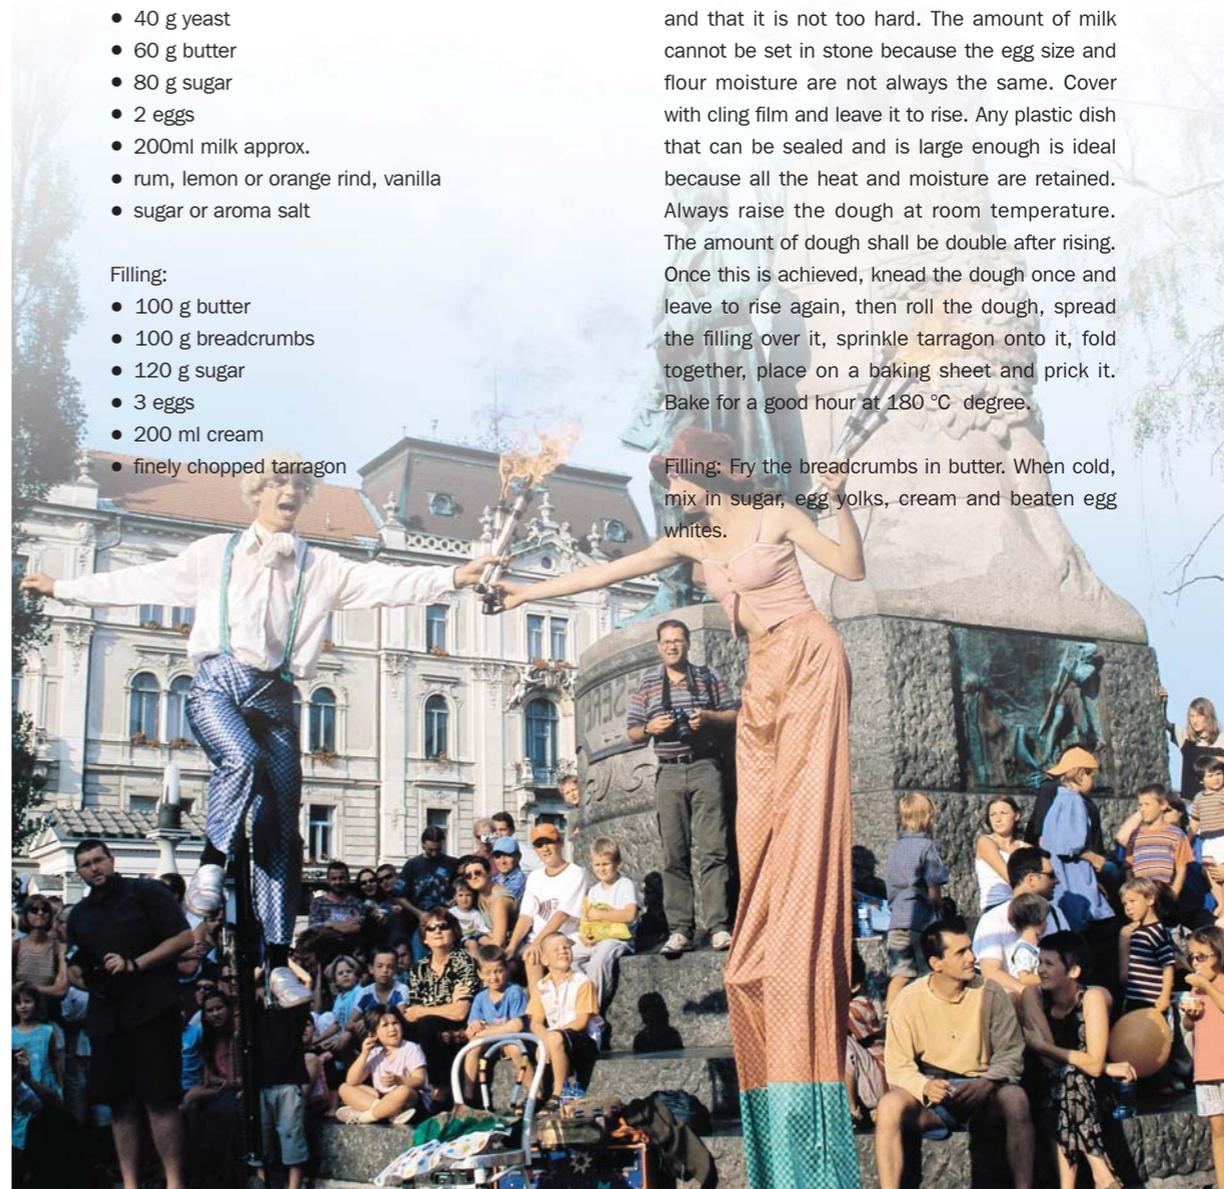 ● 40 g yeast
● 60 g butter
● 80 g sugar
● 2 eggs
● 200ml milk approx.
● rum, lemon or orange rind, vanilla
● sugar or aroma salt
Filling:
● 100 g butter
● 100 g breadcrumbs
● 120 g sugar
● 3 eggs
● 200 ml cream
● finely chopped tarragon
and that it is not too hard. The amount of milk
cannot be set in stone because the egg size and
flour moisture are not always the same. Cover
with cling film and leave it to rise. Any plastic dish
that can be sealed and is large enough is ideal
because all the heat and moisture are retained.
Always raise the dough at room temperature.
The amount of dough shall be double after rising.
Once this is achieved, knead the dough once and
leave to rise again, then roll the dough, spread
the filling over it, sprinkle tarragon onto it, fold
together, place on a baking sheet and prick it.
Bake for a good hour at 180 °C degree.
Filling: Fry the breadcrumbs in butter. When cold,
mix in sugar, egg yolks, cream and beaten egg
whites.